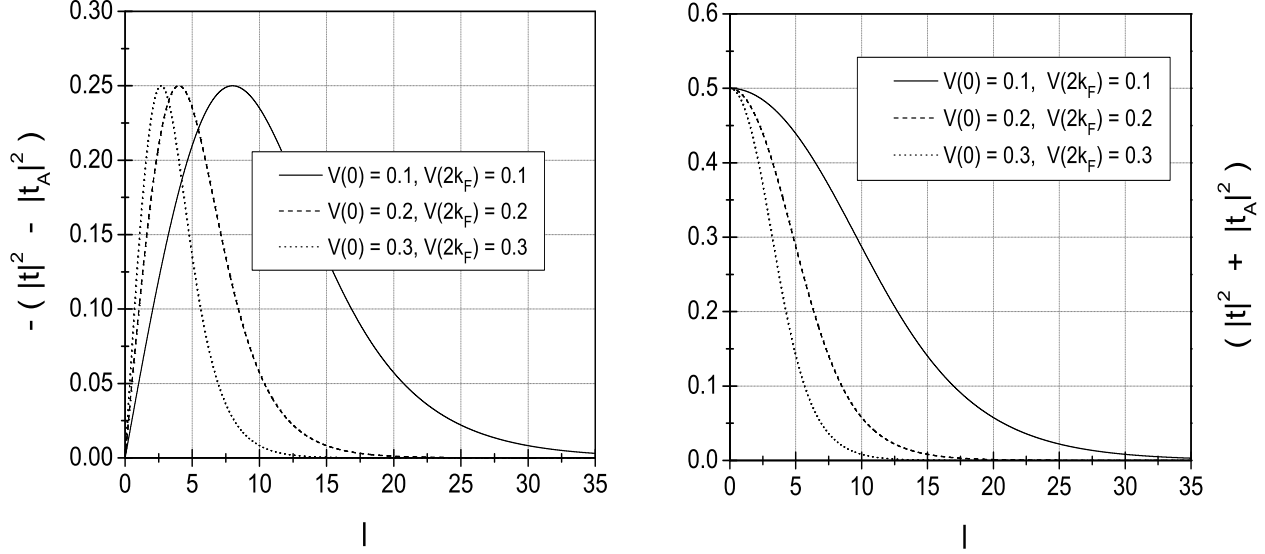 0.30
0.25
0.20
0.15
0.10
0.05
0.00
- ( |t|² - |t_A|² )
V(0) = 0.1, V(2k_F) = 0.1
V(0) = 0.2, V(2k_F) = 0.2
V(0) = 0.3, V(2k_F) = 0.3
0 5 10 15 20 25 30 35
l
0.6
0.5
0.4
0.3
0.2
0.1
0.0
V(0) = 0.1, V(2k_F) = 0.1
V(0) = 0.2, V(2k_F) = 0.2
V(0) = 0.3, V(2k_F) = 0.3
( |t|² + |t_A|² )
0 5 10 15 20 25 30 35
l